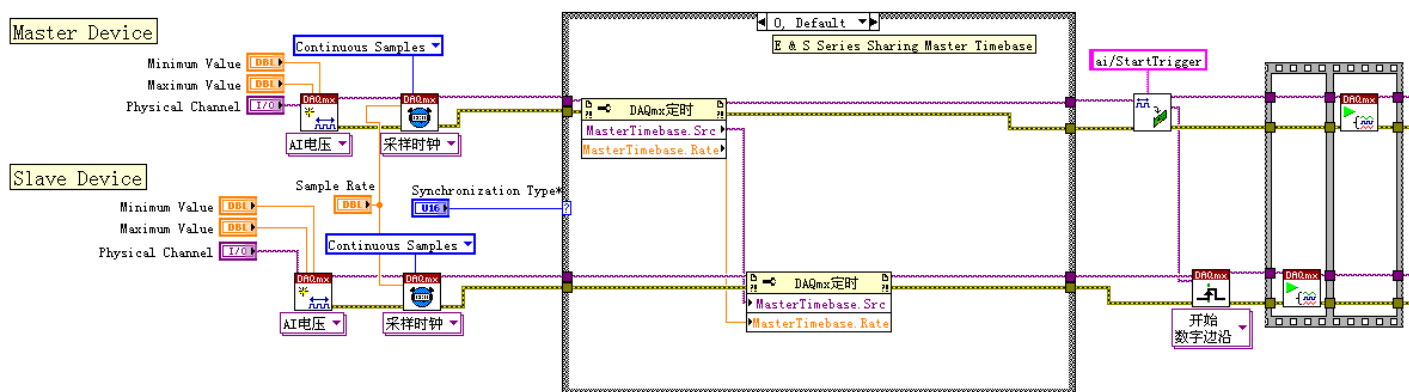 Master Device
Continuous Samples
Minimum Value
DBL
Maximum Value
DBL
Physical Channel
I/O
DAQmx
AI电压
DAQmx
采样时钟
0, Default
E & S Series Sharing Master Timebase
DAQmx定时
MasterTimebase.Src
MasterTimebase.Rate
ai/StartTrigger
DAQmx
Slave Device
Sample Rate
DBL
Synchronization Type*
U16
?
Minimum Value
DBL
Maximum Value
DBL
Physical Channel
I/O
Continuous Samples
DAQmx
AI电压
DAQmx
采样时钟
DAQmx定时
MasterTimebase.Src
MasterTimebase.Rate
DAQmx
开始
数字边沿
DAQmx